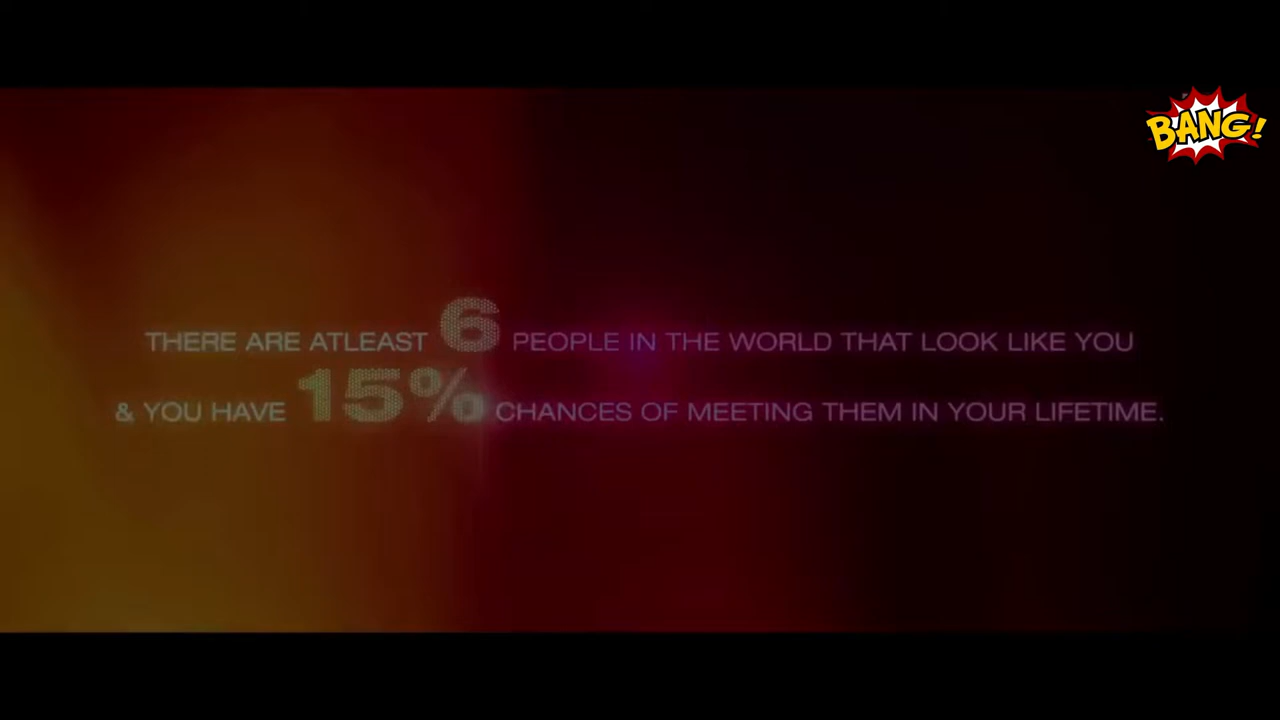 BANG!
THERE ARE ATLEAST 6 PEOPLE IN THE WORLD THAT LOOK LIKE YOU
& YOU HAVE 15% CHANCES OF MEETING THEM IN YOUR LIFETIME.